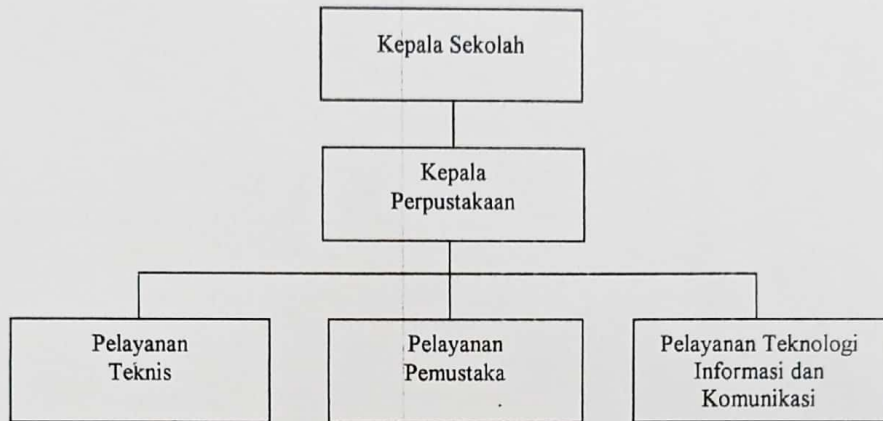 Kepala Sekolah
Kepala
Perpustakaan
Pelayanan
Teknis
Pelayanan
Pemustaka
Pelayanan Teknologi
Informasi dan
Komunikasi